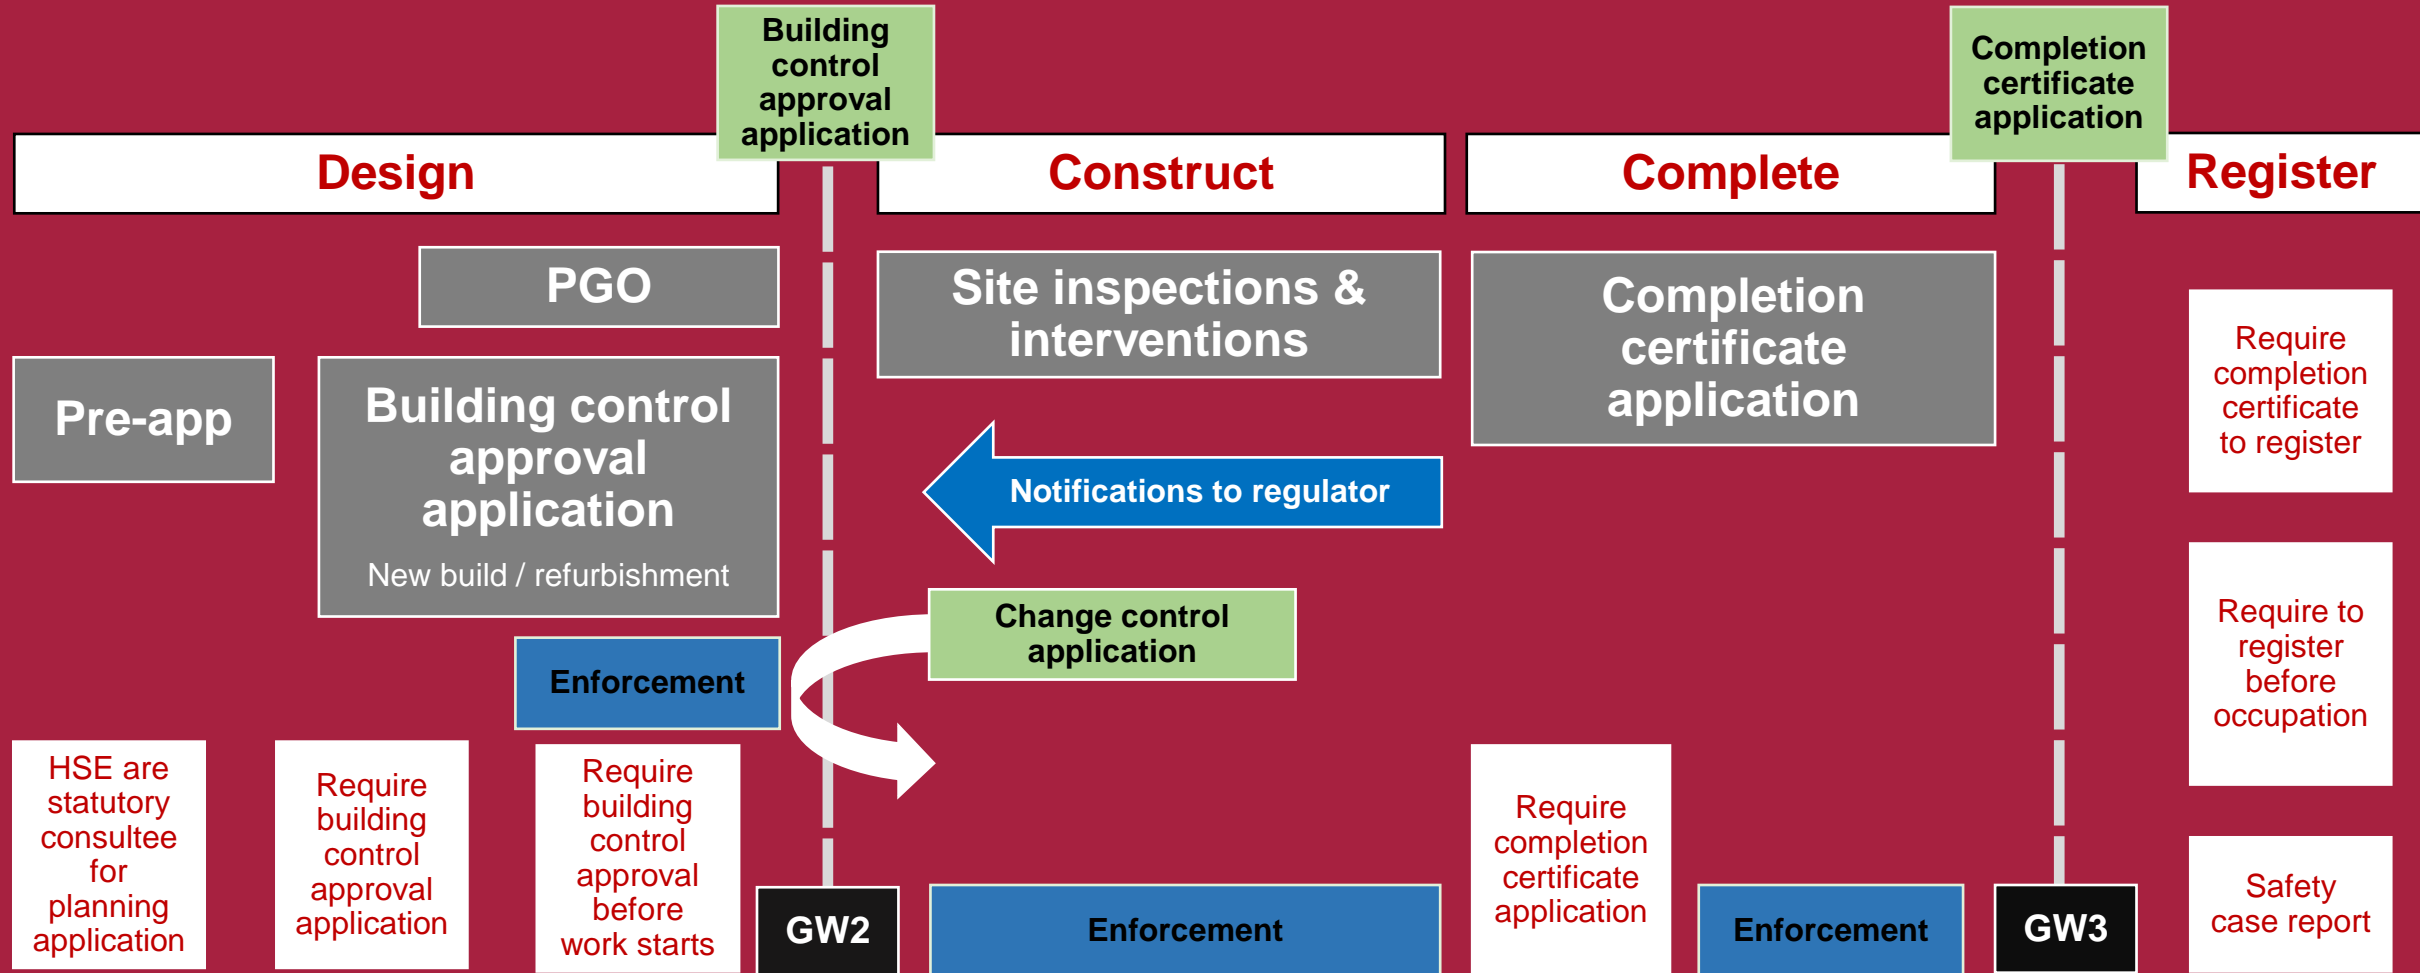 Building
control
approval
application
Completion
certificate
application
Design
Construct
Complete
Register
PGO
Pre-app
Building control
approval
application
New build / refurbishment
Enforcement
HSE are
statutory
consultee
for
planning
application
Require
building
control
approval
application
Require
building
control
approval
before
work starts
GW2
Site inspections &
interventions
Notifications to regulator
Change control
application
Enforcement
Completion
certificate
application
Require
completion
certificate
application
Enforcement
GW3
Require
completion
certificate
to register
Require to
register
before
occupation
Safety
case report